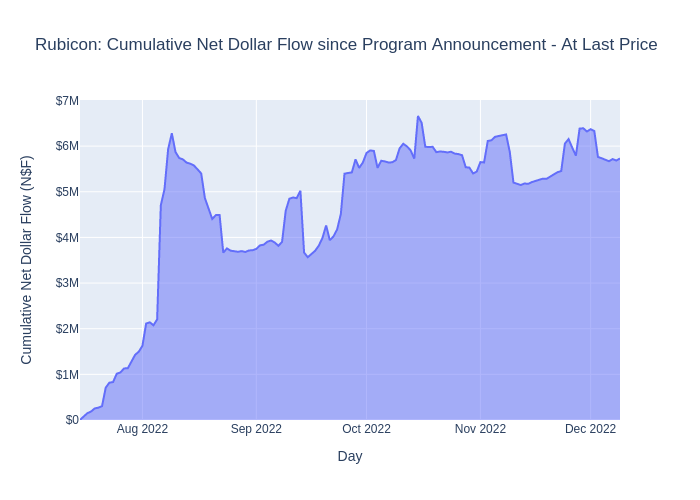 Rubicon: Cumulative Net Dollar Flow since Program Announcement - At Last Price
$7M
$6M
$5M
$4M
$3M
$2M
$1M
$0
Cumulative Net Dollar Flow (N$F)
Aug 2022
Sep 2022
Oct 2022
Nov 2022
Dec 2022
Day